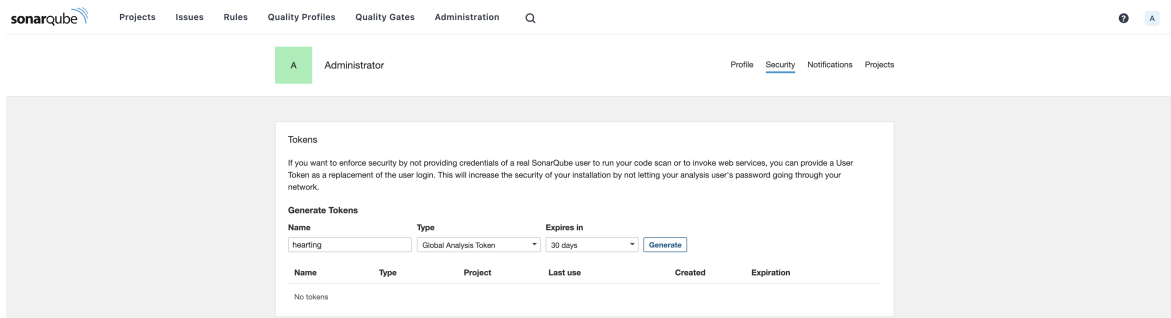 sonarqube Projects Issues Rules Quality Profiles Quality Gates Administration ? A
A Administrator Profile Security Notifications Projects
Tokens
If you want to enforce security by not providing credentials of a real SonarQube user to run your code scan or to invoke web services, you can provide a User
Token as a replacement of the user login. This will increase the security of your installation by not letting your analysis user's password going through your
network.
Generate Tokens
Name Type Expires in
hearting Global Analysis Token 30 days Generate
Name Type Project Last use Created Expiration
No tokens